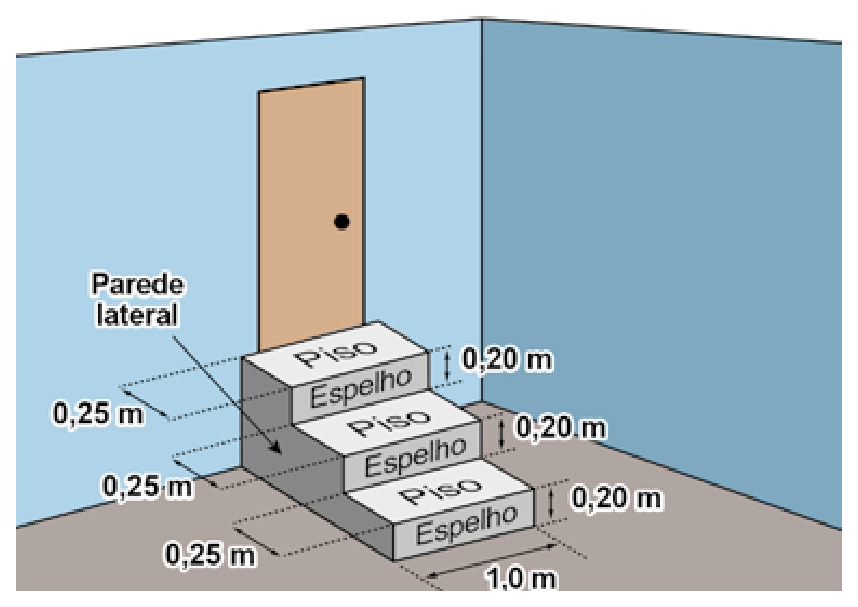 Parede
lateral
Piso
0,20 m
Espelho
0,25 m
Piso
0,20 m
Espelho
0,25 m
Piso
0,20 m
Espelho
0,25 m
1,0 m